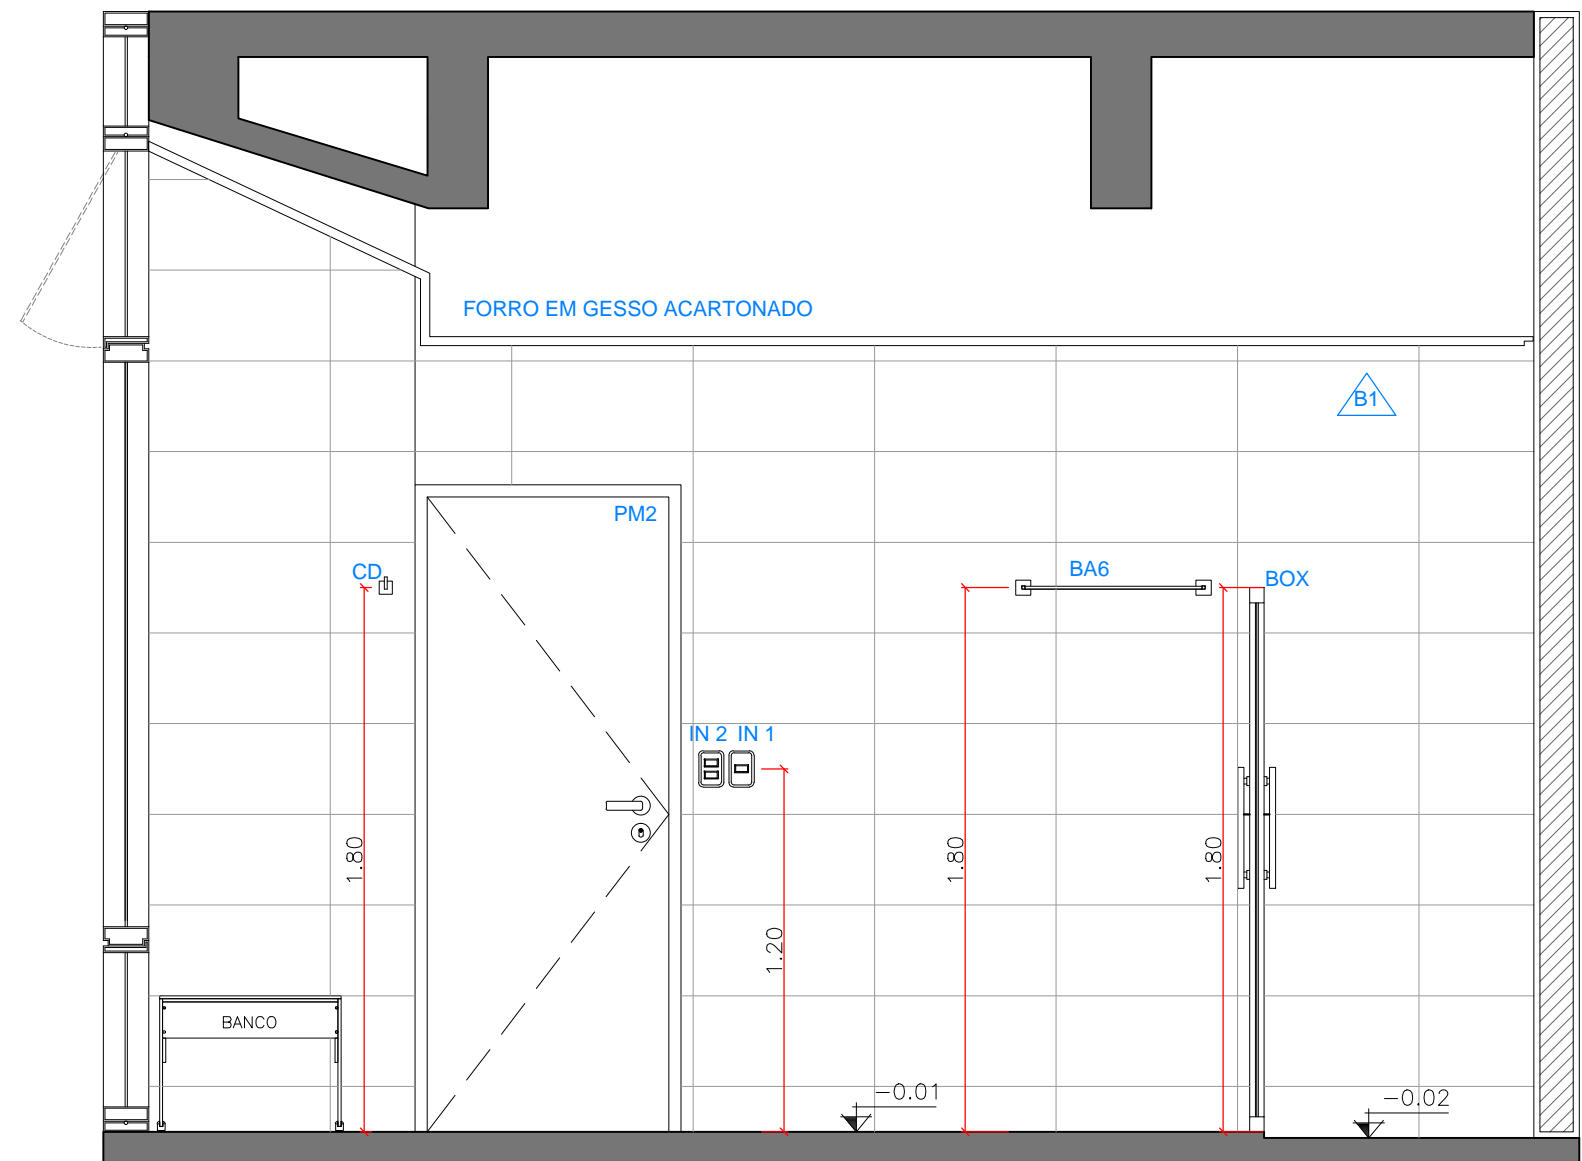 FORRO EM GESSO ACARTONADO
B1
PM2
CD
BA6
BOX
IN 2 IN 1
1.80
1.80
1.80
1.20
BANCO
-0.01
-0.02